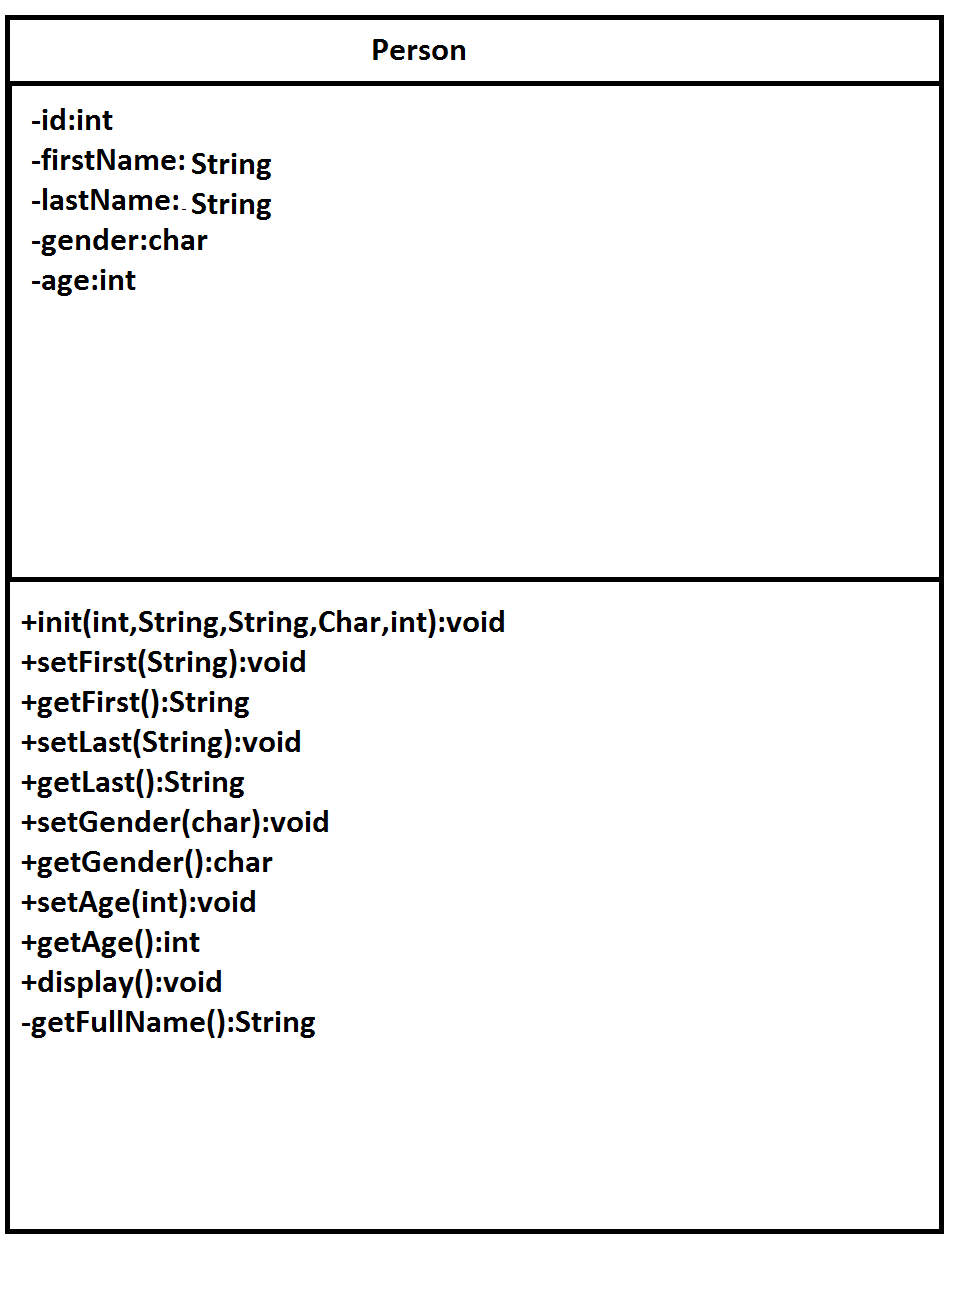 Person
-id:int
-firstName: String
-lastName: String
-gender:char
-age:int
+init(int,String,String,Char,int):void
+setFirst(String):void
+getFirst():String
+setLast(String):void
+getLast():String
+setGender(char):void
+getGender():char
+setAge(int):void
+getAge():int
+display():void
-getFullName():String